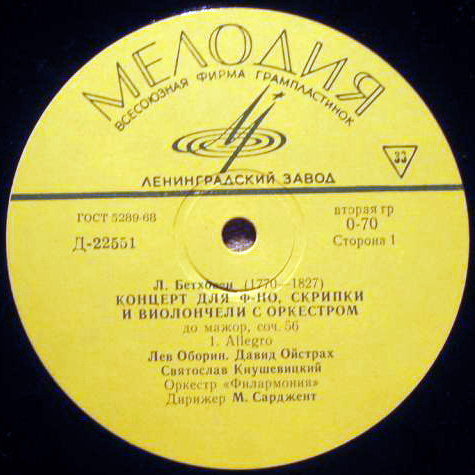 МЕЛОДИЯ
ВСЕСОЮЗНАЯ ФИРМА ГРАМПЛАСТИНОК
33
ЛЕНИНГРАДСКИЙ ЗАВОД
ГОСТ 5289-68
вторая гр
Д-22551
0-70
Сторона 1
Л. Бетховен (1770—1827)
КОНЦЕРТ ДЛЯ Ф-НО, СКРИПКИ
И ВИОЛОНЧЕЛИ С ОРКЕСТРОМ
до мажор, соч. 56
1. Allegro
Лев Оборин. Давид Ойстрах
Святослав Кнушевицкий
Оркестр «Филармония»
Дирижер М. Сарджент